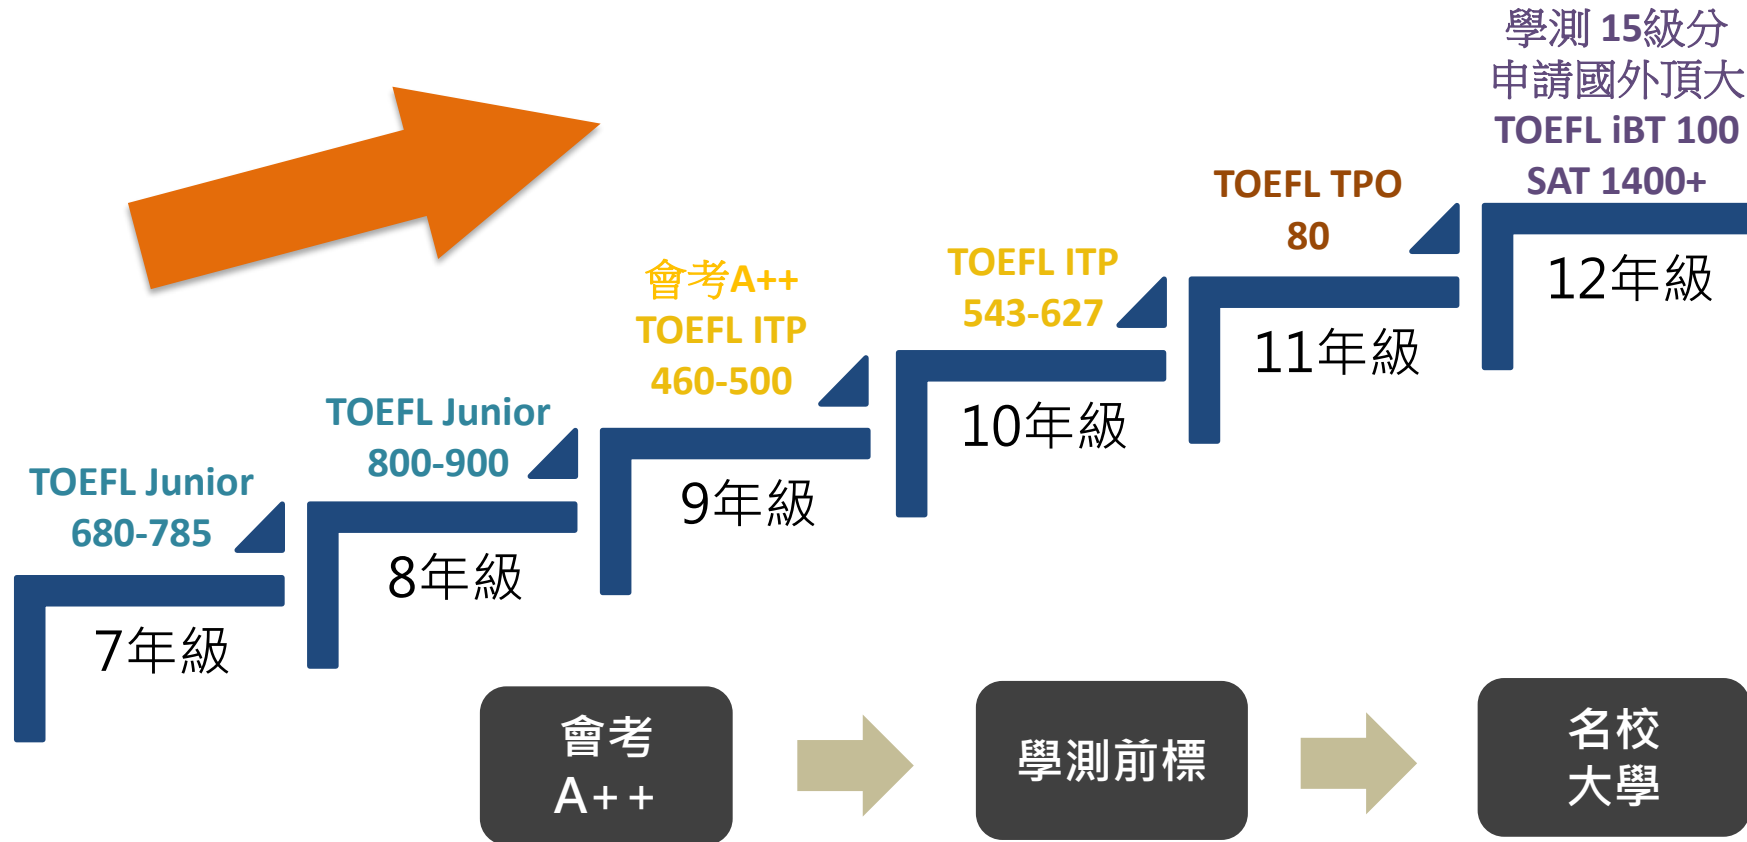 學測 15級分
申請國外頂大
TOEFL iBT 100
SAT 1400+
12年級
TOEFL TPO
80
11年級
TOEFL ITP
543-627
10年級
會考A++
TOEFL ITP
460-500
9年級
TOEFL Junior
800-900
8年級
TOEFL Junior
680-785
7年級
會考
A++
學測前標
名校
大學